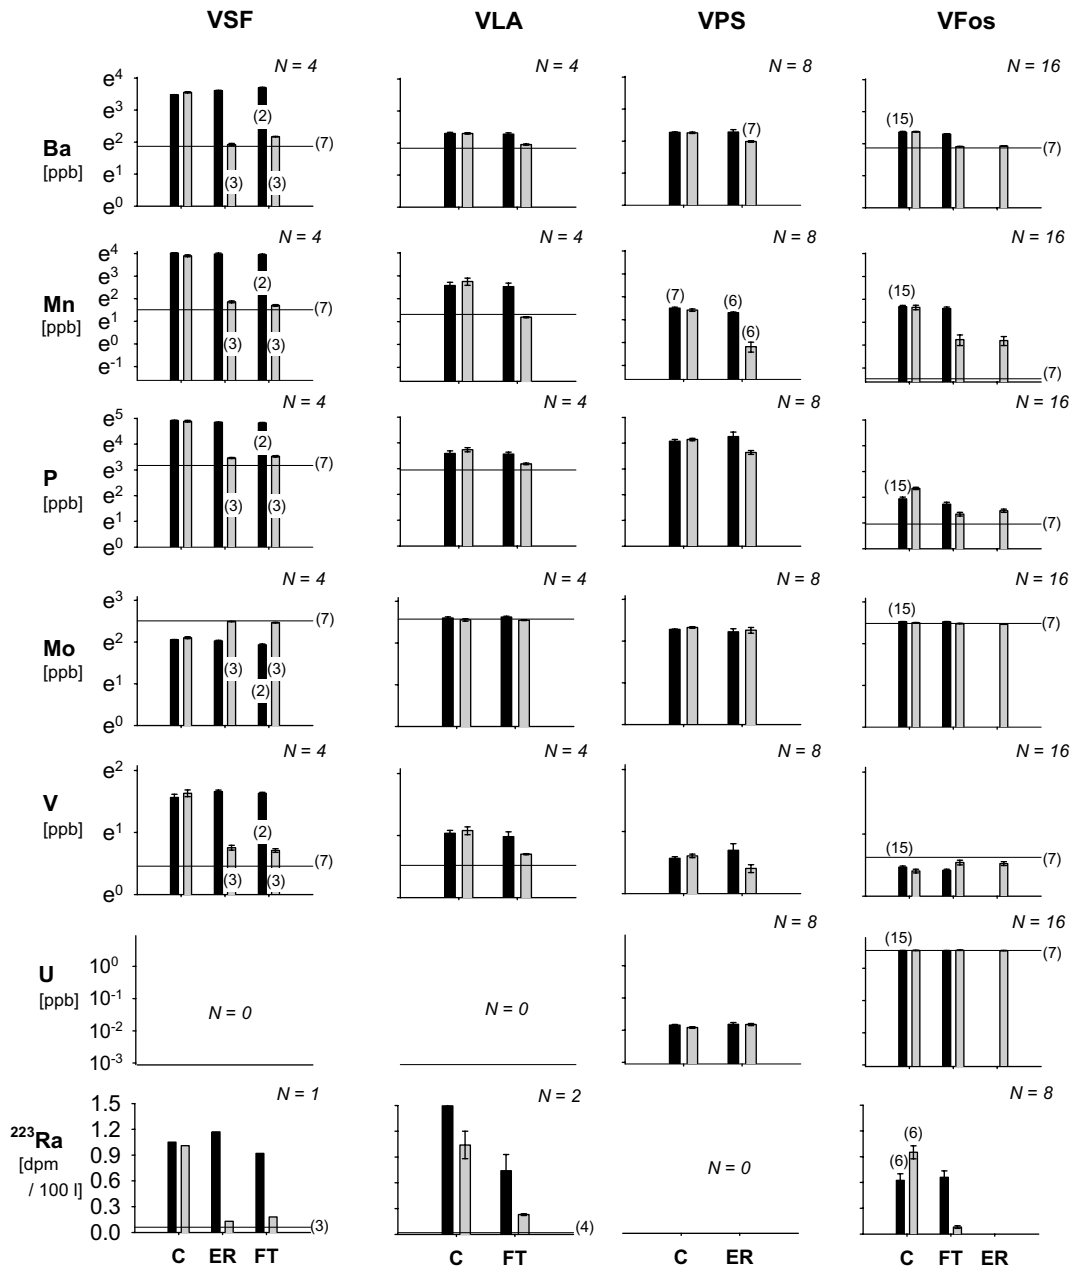 VSF VLA VPS VFos
N = 4 N = 4 N = 8 N = 16
Ba
[ppb]
e4
e3
e2
e1
e0
(2) (3) (3) (7) (7) (15) (7)
N = 4 N = 4 N = 8 N = 16
Mn
[ppb]
e4
e3
e2
e1
e0
e-1
(2) (3) (3) (7) (7) (6) (6) (15) (7)
N = 4 N = 4 N = 8 N = 16
P
[ppb]
e5
e4
e3
e2
e1
e0
(2) (3) (3) (7) (15) (7)
N = 4 N = 4 N = 8 N = 16
Mo
[ppb]
e3
e2
e1
e0
(3) (2) (3) (7) (15) (7)
N = 4 N = 4 N = 8 N = 16
V
[ppb]
e2
e1
e0
(2) (3) (3) (7) (15) (7)
N = 8 N = 16
U
[ppb]
100
10-1
10-2
10-3
N = 0 N = 0 (15) (7)
N = 1 N = 2 N = 8
223Ra
[dpm
/ 100 l]
1.5
1.2
0.9
0.6
0.3
0.0
(3) (4) N = 0 (6) (6)
C ER FT C FT C ER C FT ER